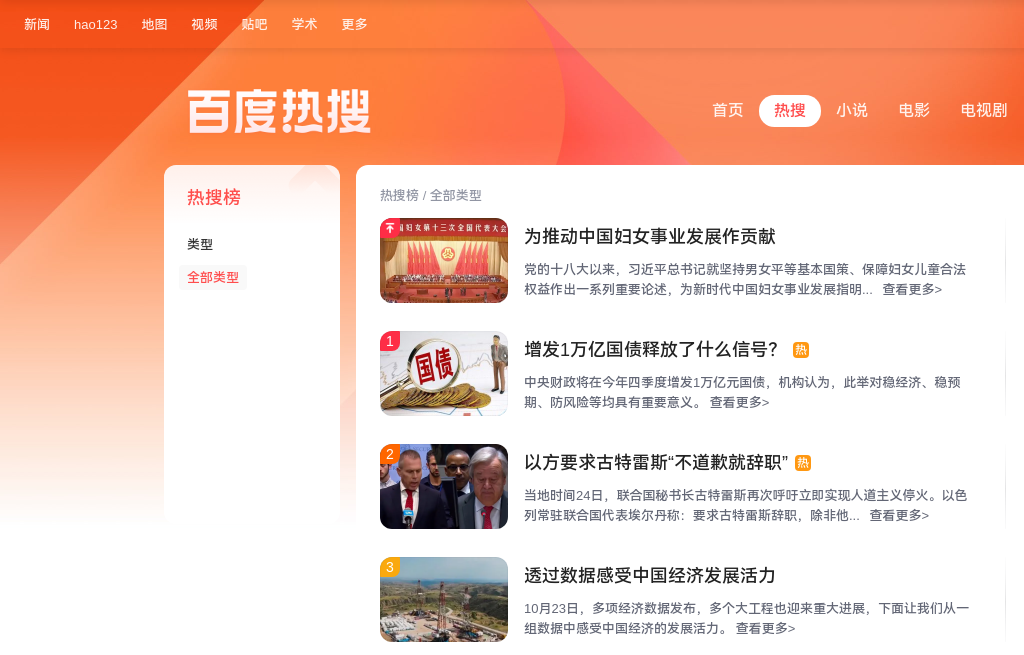 新闻 hao123 地图 视频 贴吧 学术 更多
百度热搜
首页 热搜 小说 电影 电视剧
热搜榜
类型
全部类型
热搜榜 / 全部类型
国妇女第十三次全国代表大会
为推动中国妇女事业发展作贡献
党的十八大以来，习近平总书记就坚持男女平等基本国策、保障妇女儿童合法
权益作出一系列重要论述，为新时代中国妇女事业发展指明... 查看更多>
1
国债
增发1万亿国债释放了什么信号？ 热
中央财政将在今年四季度增发1万亿元国债，机构认为，此举对稳经济、稳预
期、防风险等均具有重要意义。 查看更多>
2
以方要求古特雷斯“不道歉就辞职” 热
当地时间24日，联合国秘书长古特雷斯再次呼吁立即实现人道主义停火。以色
列常驻联合国代表埃尔丹称：要求古特雷斯辞职，除非他... 查看更多>
3
透过数据感受中国经济发展活力
10月23日，多项经济数据发布，多个大工程也迎来重大进展，下面让我们从一
组数据中感受中国经济的发展活力。 查看更多>